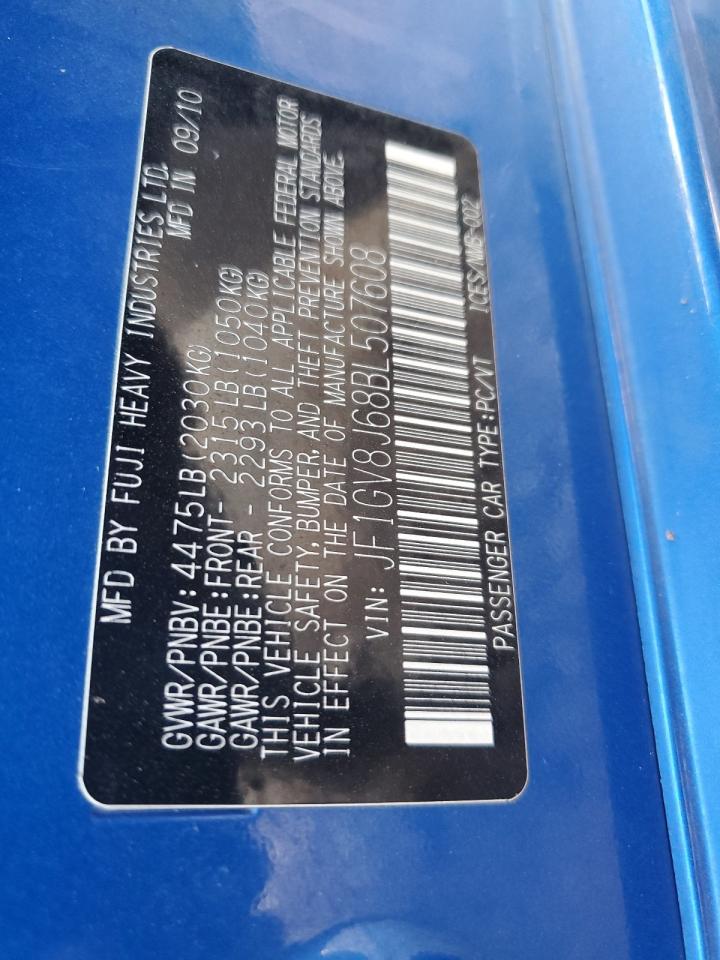 MFD BY FUJI HEAVY INDUSTRIES LTD.
MFD IN 09/10
GVWR/PNBV: 4475LB(2030KG)
GAWR/PNBE:FRONT- 2315LB(1050KG)
GAWR/PNBE:REAR - 2293LB(1040KG)
THIS VEHICLE CONFORMS TO ALL APPLICABLE FEDERAL MOTOR
VEHICLE SAFETY, BUMPER, AND THEFT PREVENTION STANDARDS
IN EFFECT ON THE DATE OF MANUFACTURE SHOWN ABOVE.
VIN: JF1GV8J68BL507608
PASSENGER CAR TYPE:PC/VT ICES/NMB-002